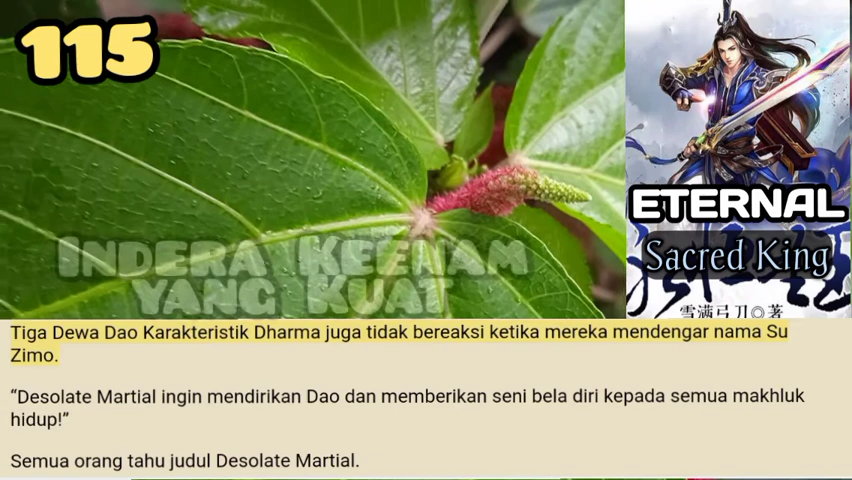 115
INDERA KEENAM
YANG KUAT
ETERNAL
Sacred King
雪满弓刀◎著
Tiga Dewa Dao Karakteristik Dharma juga tidak bereaksi ketika mereka mendengar nama Su
Zimo.
“Desolate Martial ingin mendirikan Dao dan memberikan seni bela diri kepada semua makhluk
hidup!”
Semua orang tahu judul Desolate Martial.